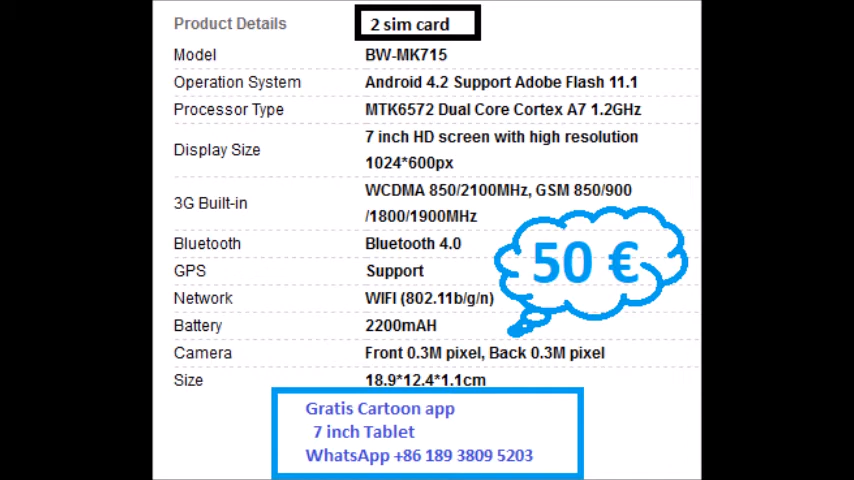 Product Details 2 sim card
Model BW-MK715
Operation System Android 4.2 Support Adobe Flash 11.1
Processor Type MTK6572 Dual Core Cortex A7 1.2GHz
Display Size 7 inch HD screen with high resolution
1024*600px
3G Built-in WCDMA 850/2100MHz, GSM 850/900
/1800/1900MHz
Bluetooth Bluetooth 4.0
GPS Support
50 €
Network WIFI (802.11b/g/n)
Battery 2200mAH
Camera Front 0.3M pixel, Back 0.3M pixel
Size 18.9*12.4*1.1cm
Gratis Cartoon app
7 inch Tablet
WhatsApp +86 189 3809 5203